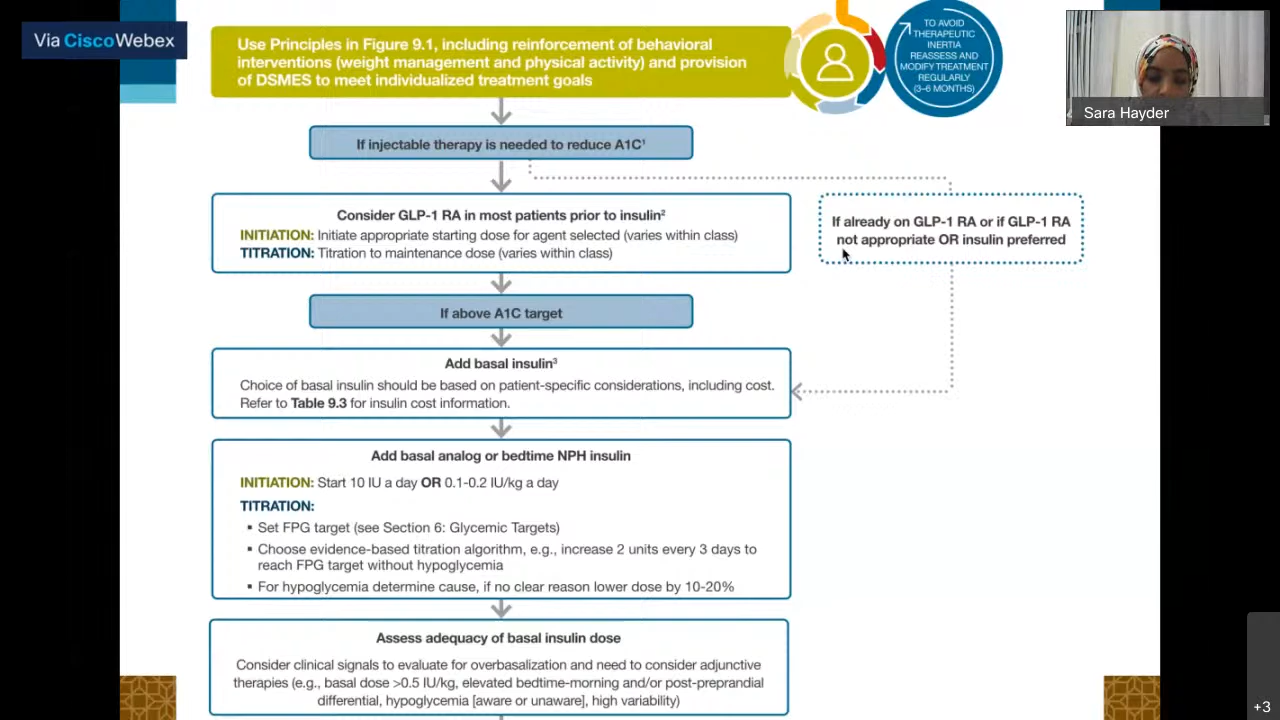 Via CiscoWebex
Use Principles in Figure 9.1, including reinforcement of behavioral
interventions (weight management and physical activity) and provision
of DSMES to meet individualized treatment goals
TO AVOID
THERAPEUTIC
INERTIA
REASSESS AND
MODIFY TREATMENT
REGULARLY
(3–6 MONTHS)
Sara Hayder
If injectable therapy is needed to reduce A1C¹
Consider GLP-1 RA in most patients prior to insulin²
INITIATION: Initiate appropriate starting dose for agent selected (varies within class)
TITRATION: Titration to maintenance dose (varies within class)
If already on GLP-1 RA or if GLP-1 RA
not appropriate OR insulin preferred
If above A1C target
Add basal insulin³
Choice of basal insulin should be based on patient-specific considerations, including cost.
Refer to Table 9.3 for insulin cost information.
Add basal analog or bedtime NPH insulin
INITIATION: Start 10 IU a day OR 0.1-0.2 IU/kg a day
TITRATION:
▪ Set FPG target (see Section 6: Glycemic Targets)
▪ Choose evidence-based titration algorithm, e.g., increase 2 units every 3 days to
reach FPG target without hypoglycemia
▪ For hypoglycemia determine cause, if no clear reason lower dose by 10-20%
Assess adequacy of basal insulin dose
Consider clinical signals to evaluate for overbasalization and need to consider adjunctive
therapies (e.g., basal dose >0.5 IU/kg, elevated bedtime-morning and/or post-preprandial
differential, hypoglycemia [aware or unaware], high variability)
+3